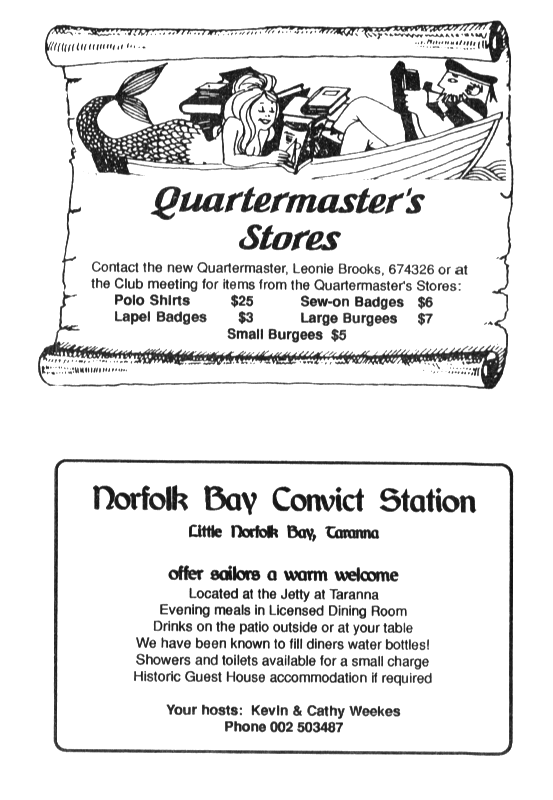 Quartermaster's
Stores
Contact the new Quartermaster, Leonie Brooks, 674326 or at
the Club meeting for items from the Quartermaster's Stores:
Polo Shirts $25 Sew-on Badges $6
Lapel Badges $3 Large Burgees $7
Small Burgees $5
Norfolk Bay Convict Station
Little Norfolk Bay, Taranna
offer sailors a warm welcome
Located at the Jetty at Taranna
Evening meals in Licensed Dining Room
Drinks on the patio outside or at your table
We have been known to fill diners water bottles!
Showers and toilets available for a small charge
Historic Guest House accommodation if required
Your hosts: Kevin & Cathy Weekes
Phone 002 503487